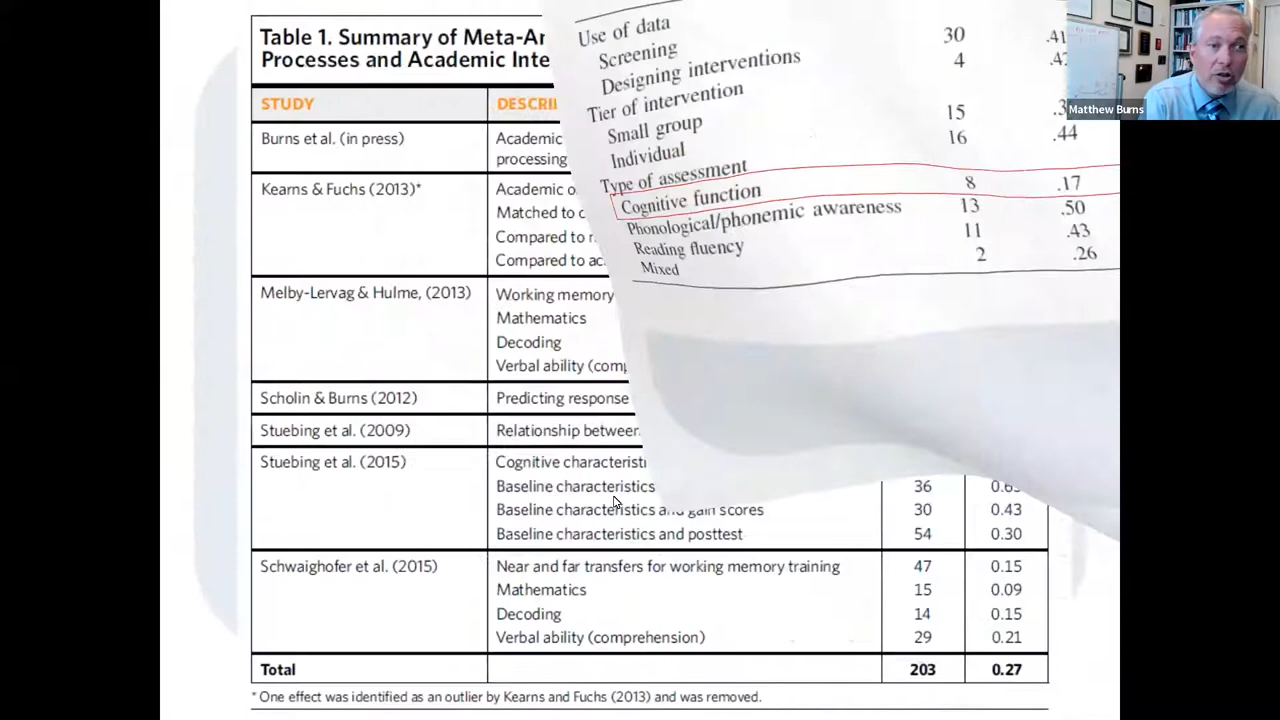 Table 1. Summary of Meta-An
Processes and Academic Inte
STUDY DESCRI
Burns et al. (in press) Academic
processing
Kearns & Fuchs (2013)* Academic o
Matched to c
Compared to
Compared to ac
Melby-Lervag & Hulme, (2013) Working memory
Mathematics
Decoding
Verbal ability (comp
Scholin & Burns (2012) Predicting response
Stuebing et al. (2009) Relationship between
Stuebing et al. (2015) Cognitive characteristi
Baseline characteristics 36
Baseline characteristics and gain scores 30 0.43
Baseline characteristics and posttest 54 0.30
Schwaighofer et al. (2015) Near and far transfers for working memory training 47 0.15
Mathematics 15 0.09
Decoding 14 0.15
Verbal ability (comprehension) 29 0.21
Total 203 0.27
* One effect was identified as an outlier by Kearns and Fuchs (2013) and was removed.
Use of data
Screening 30 .41
Designing interventions 4
Tier of intervention
Small group 15
Individual 16 .44
Type of assessment
Cognitive function 8 .17
Phonological/phonemic awareness 13 .50
Reading fluency 11 .43
Mixed 2 .26
Matthew Burns